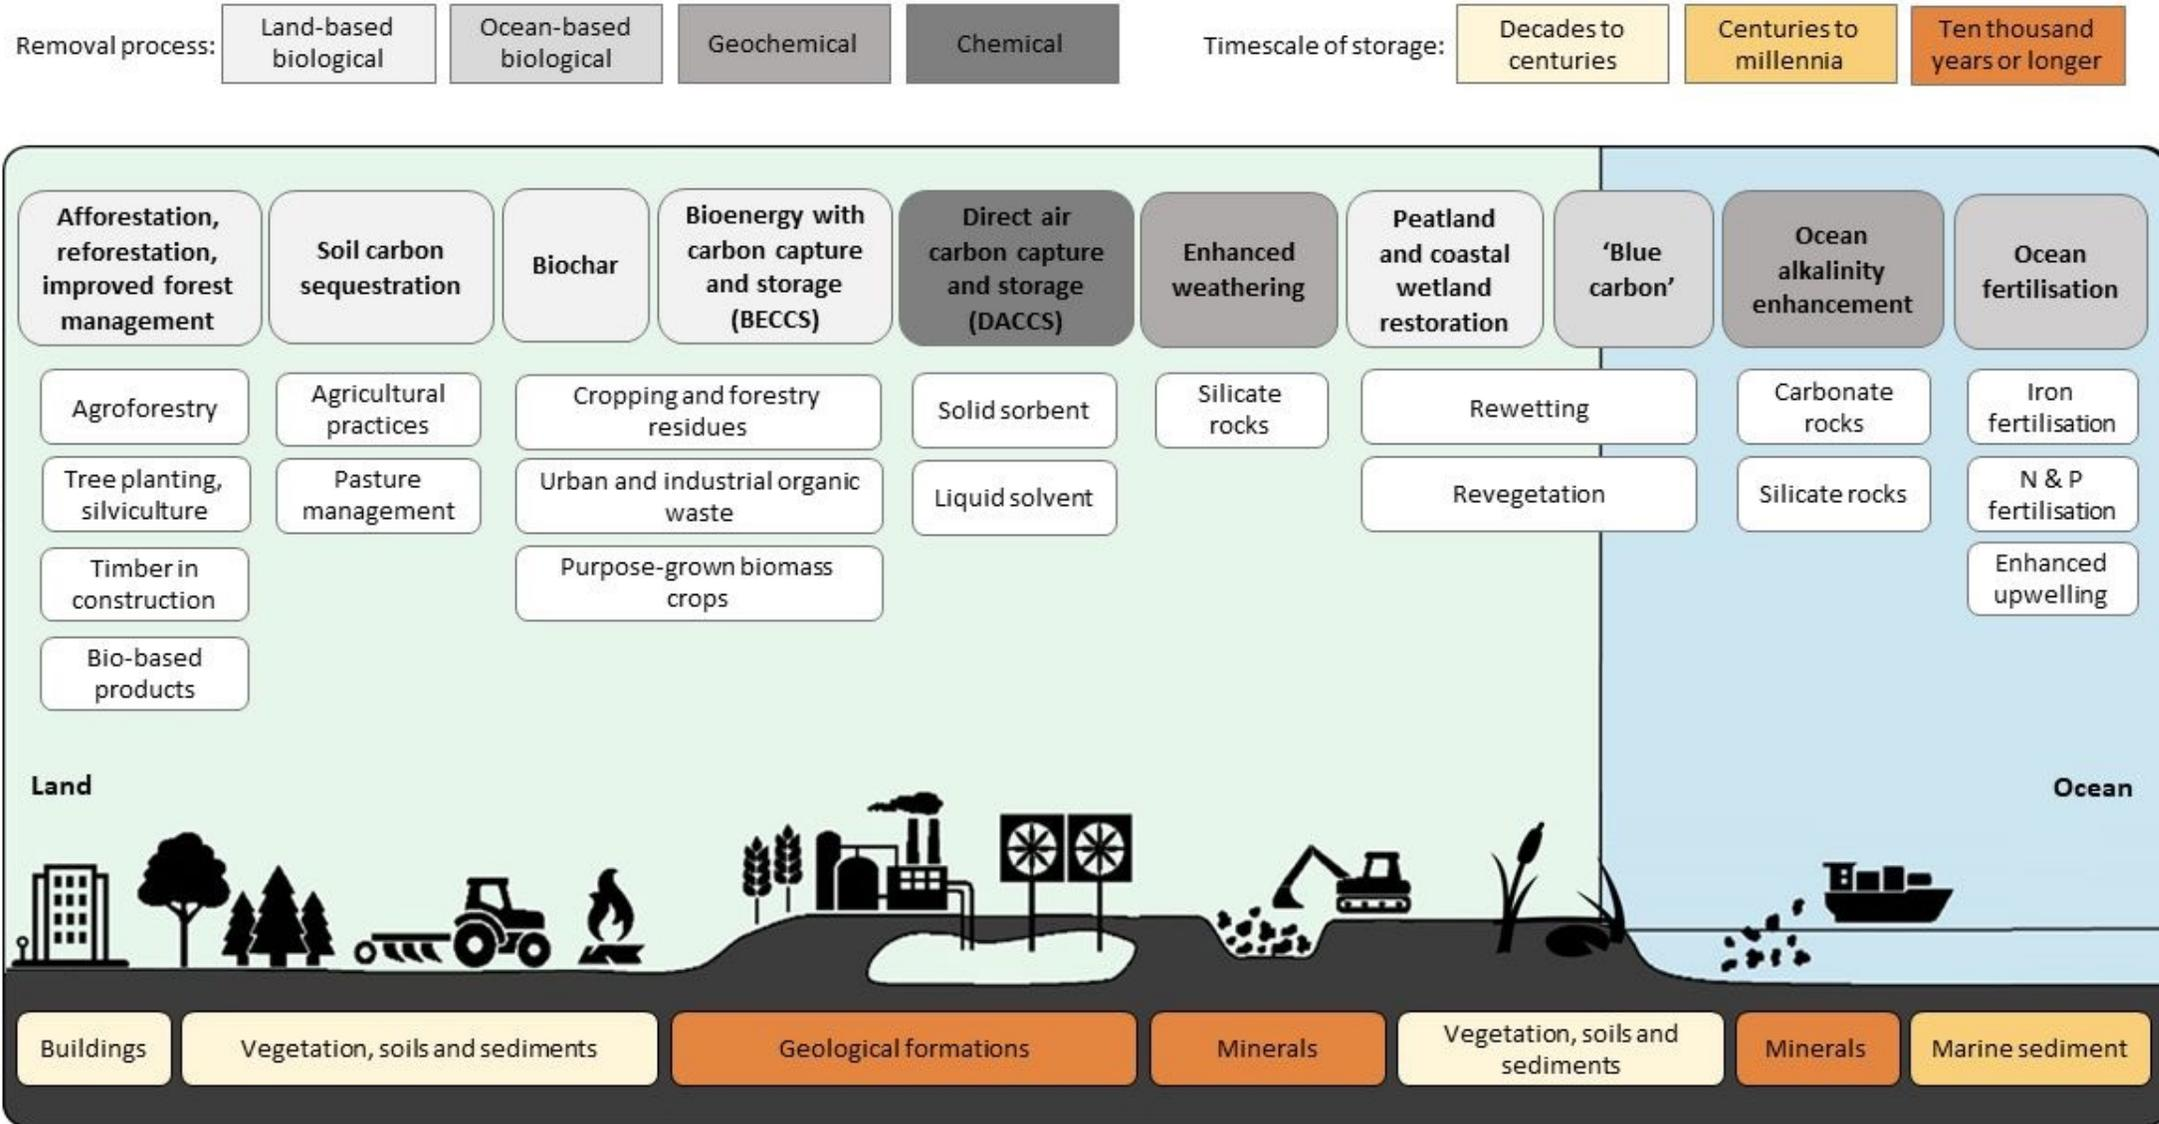 Removal process:
Land-based
biological
Ocean-based
biological
Geochemical
Chemical
Timescale of storage:
Decades to
centuries
Centuries to
millennia
Ten thousand
years or longer
Afforestation,
reforestation,
improved forest
management
Soil carbon
sequestration
Biochar
Bioenergy with
carbon capture
and storage
(BECCS)
Direct air
carbon capture
and storage
(DACCS)
Enhanced
weathering
Peatland
and coastal
wetland
restoration
‘Blue
carbon’
Ocean
alkalinity
enhancement
Ocean
fertilisation
Agroforestry
Tree planting,
silviculture
Timber in
construction
Bio-based
products
Agricultural
practices
Pasture
management
Cropping and forestry
residues
Urban and industrial organic
waste
Purpose-grown biomass
crops
Solid sorbent
Liquid solvent
Silicate
rocks
Rewetting
Revegetation
Carbonate
rocks
Silicate rocks
Iron
fertilisation
N & P
fertilisation
Enhanced
upwelling
Land
Ocean
Buildings
Vegetation, soils and sediments
Geological formations
Minerals
Vegetation, soils and
sediments
Minerals
Marine sediment